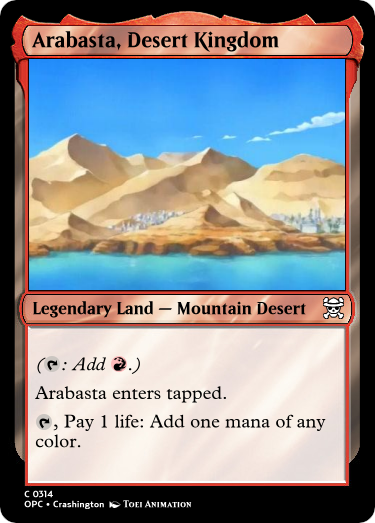 Arabasta, Desert Kingdom
Legendary Land — Mountain Desert
(: Add .)
Arabasta enters tapped.
, Pay 1 life: Add one mana of any
color.
C 0314
OPC • Crashington Toei Animation